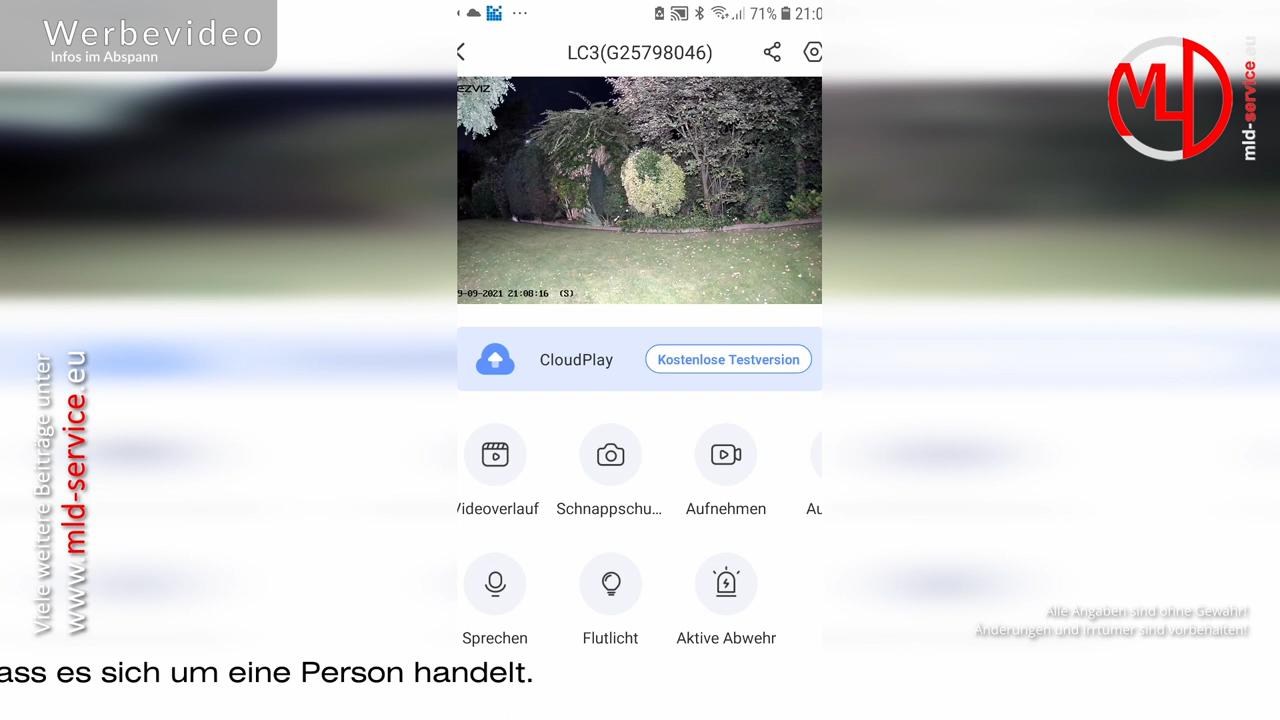 Werbevideo
Infos im Abspann
71% 21:0
LC3(G25798046)
EZVIZ
9-09-2021 21:08:16 (S)
CloudPlay
Kostenlose Testversion
Videoverlauf
Schnappschu...
Aufnehmen
Au
Sprechen
Flutlicht
Aktive Abwehr
ass es sich um eine Person handelt.
Viele weitere Beiträge unter
www.mld-service.eu
MLD
mld-service.eu
Alle Angaben sind ohne Gewähr!
Änderungen und Irrtümer sind vorbehalten!